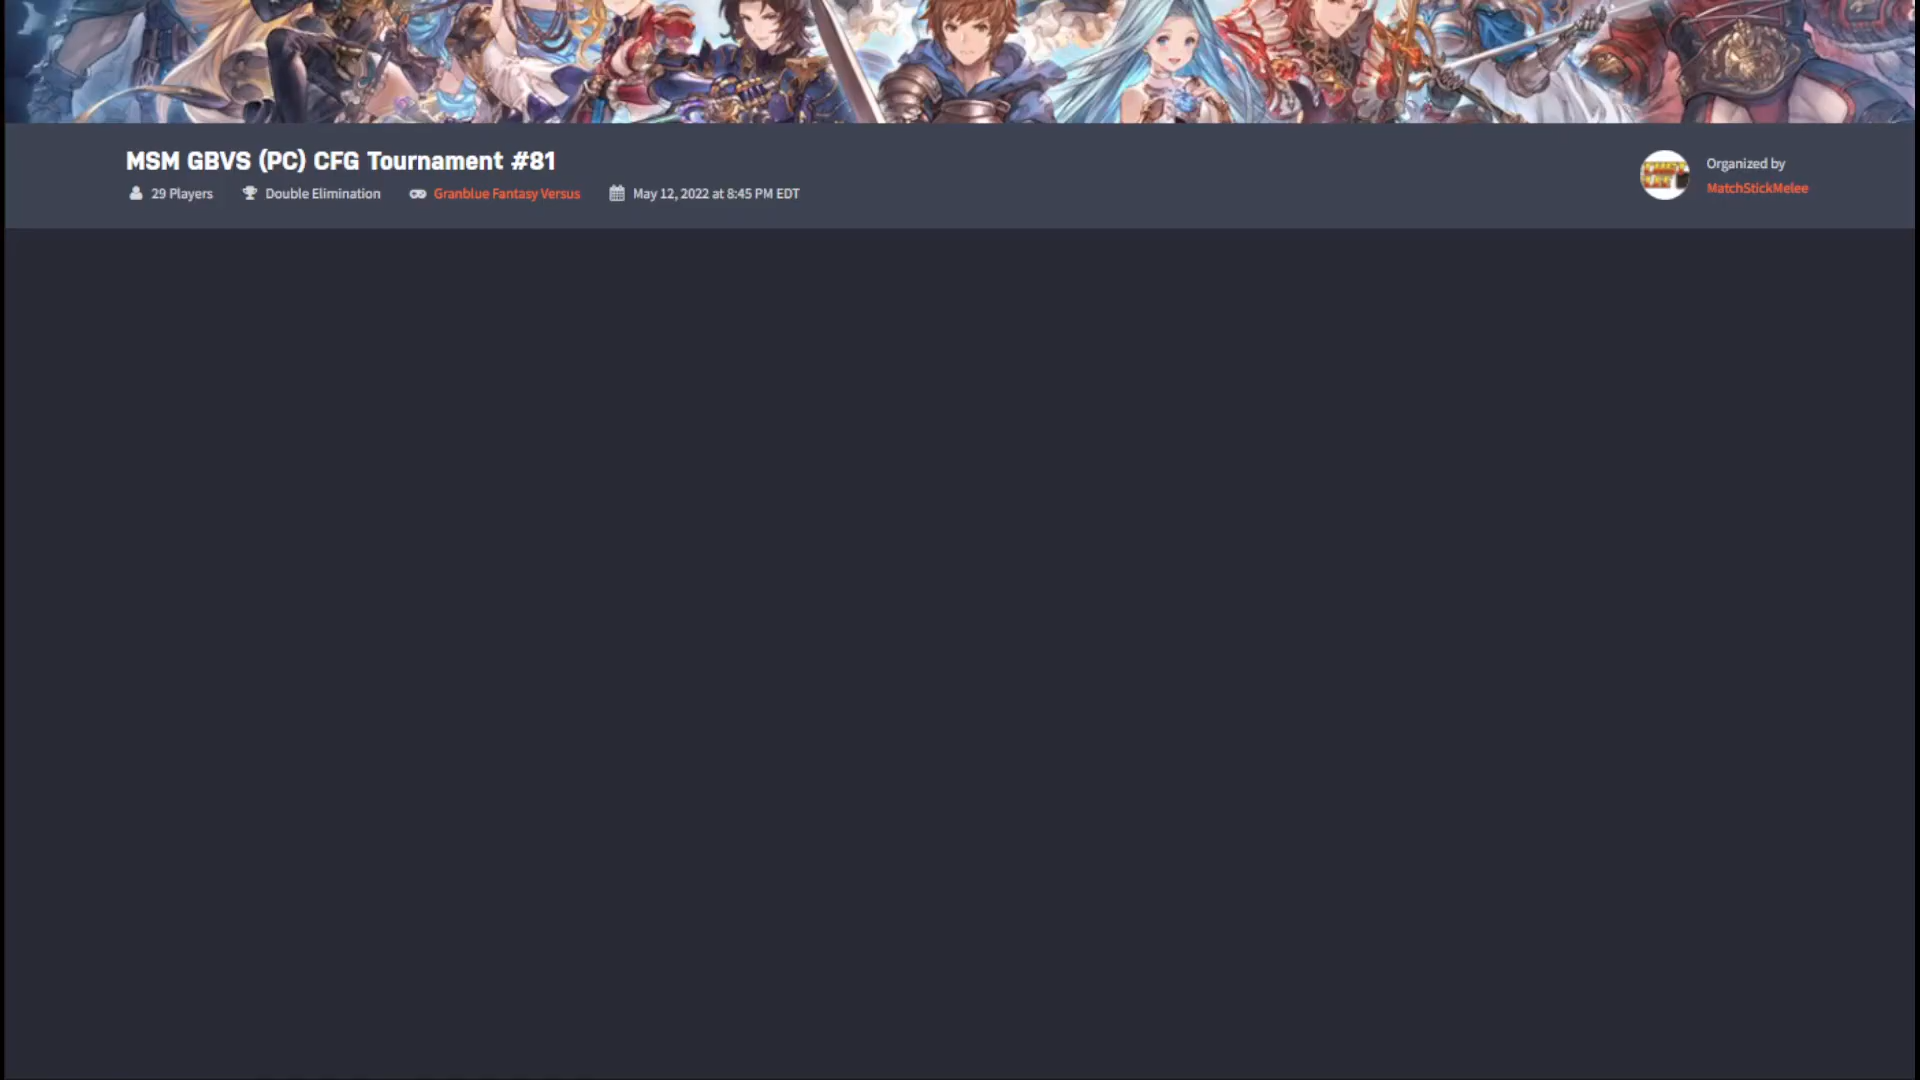 MSM GBVS (PC) CFG Tournament #81
29 Players Double Elimination Granblue Fantasy Versus May 12, 2022 at 8:45 PM EDT
Organized by
MatchStickMelee